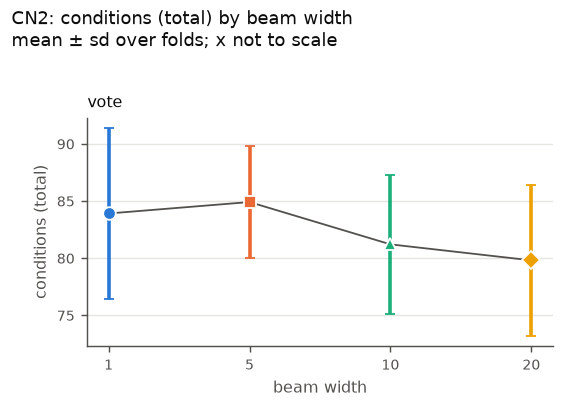 CN2: conditions (total) by beam width
mean ± sd over folds; x not to scale
vote
conditions (total)
90
85
80
75
1 5 10 20
beam width